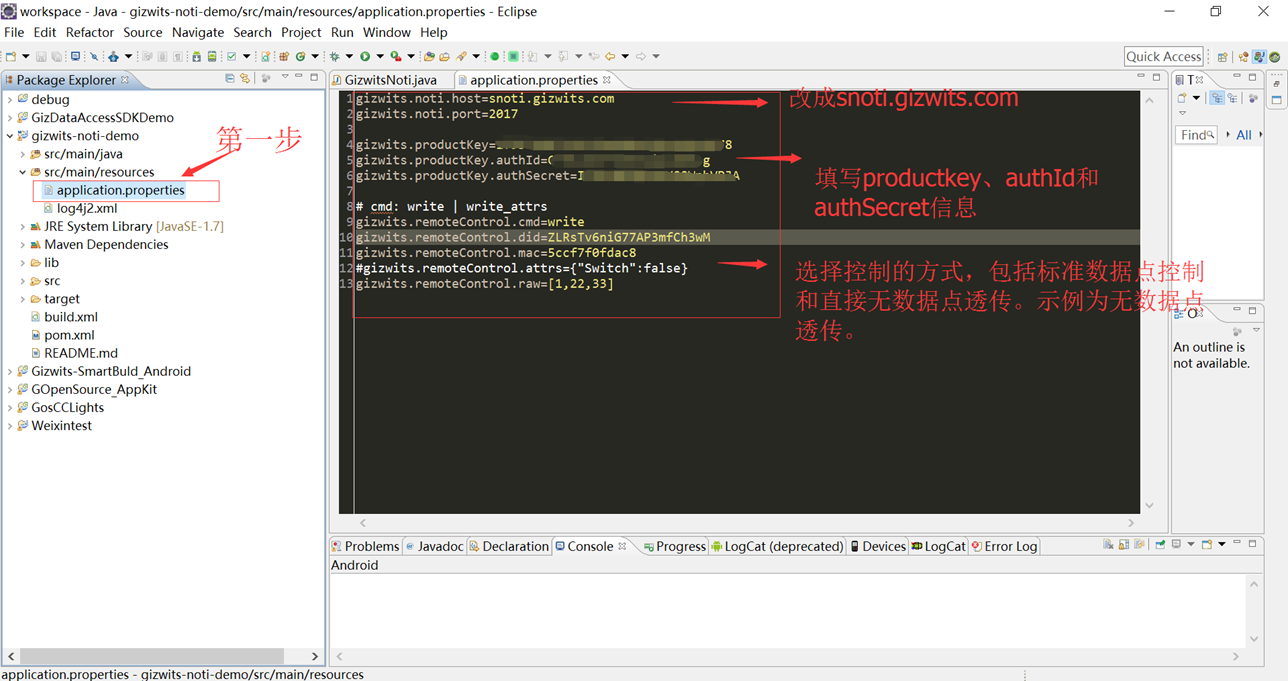 workspace - Java - gizwits-noti-demo/src/main/resources/application.properties - Eclipse
File Edit Refactor Source Navigate Search Project Run Window Help
Quick Access
Package Explorer
debug
GizDataAccessSDKDemo
gizwits-noti-demo
src/main/java
src/main/resources
application.properties
log4j2.xml
JRE System Library [JavaSE-1.7]
Maven Dependencies
lib
src
target
build.xml
pom.xml
README.md
Gizwits-SmartBuld_Android
GOpenSource_AppKit
GosCCLights
Weixintest
第一步
GizwitsNoti.java application.properties
1 gizwits.noti.host=snoti.gizwits.com
2 gizwits.noti.port=2017
3
4 gizwits.productKey=
5 gizwits.productKey.authId=
6 gizwits.productKey.authSecret=
7
8 # cmd: write | write_attrs
9 gizwits.remoteControl.cmd=write
10 gizwits.remoteControl.did=ZLRsTv6niG77AP3mfCh3wM
11 gizwits.remoteControl.mac=5ccf7f0fdac8
12 #gizwits.remoteControl.attrs={"Switch":false}
13 gizwits.remoteControl.raw=[1,22,33]
改成snoti.gizwits.com
填写productkey、authId和
authSecret信息
选择控制的方式，包括标准数据点控制
和直接无数据点透传。示例为无数据点
透传。
T
Find All
O
An outline is
not available.
Problems Javadoc Declaration Console Progress LogCat (deprecated) Devices LogCat Error Log
Android
application.properties - gizwits-noti-demo/src/main/resources